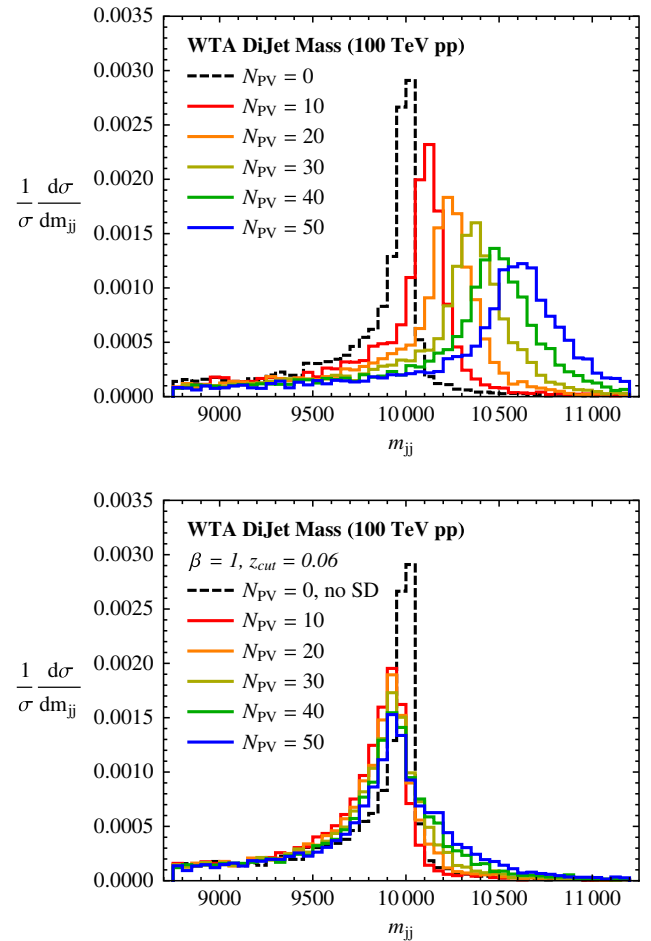 WTA DiJet Mass (100 TeV pp)
N_PV = 0
N_PV = 10
N_PV = 20
N_PV = 30
N_PV = 40
N_PV = 50
0.0035
0.0030
0.0025
0.0020
0.0015
0.0010
0.0005
0.0000
1/σ dσ/dm_jj
9000 9500 10000 10500 11000
m_jj
WTA DiJet Mass (100 TeV pp)
β = 1, z_cut = 0.06
N_PV = 0, no SD
N_PV = 10
N_PV = 20
N_PV = 30
N_PV = 40
N_PV = 50
0.0035
0.0030
0.0025
0.0020
0.0015
0.0010
0.0005
0.0000
1/σ dσ/dm_jj
9000 9500 10000 10500 11000
m_jj